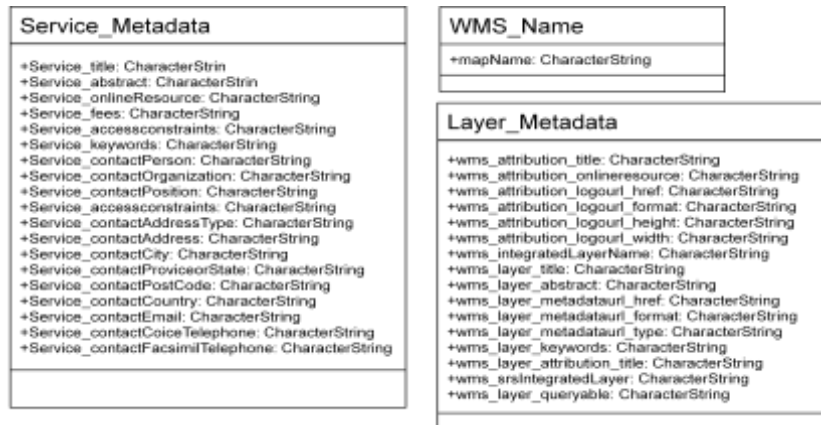 Service_Metadata
+Service_title: CharacterStrin
+Service_abstract: CharacterStrin
+Service_onlineResource: CharacterString
+Service_fees: CharacterString
+Service_accessconstraints: CharacterString
+Service_keywords: CharacterString
+Service_contactPerson: CharacterString
+Service_contactOrganization: CharacterString
+Service_contactPosition: CharacterString
+Service_accessconstraints: CharacterString
+Service_contactAddressType: CharacterString
+Service_contactAddress: CharacterString
+Service_contactCity: CharacterString
+Service_contactProviceorState: CharacterString
+Service_contactPostCode: CharacterString
+Service_contactCountry: CharacterString
+Service_contactEmail: CharacterString
+Service_contactCoiceTelephone: CharacterString
+Service_contactFacsimilTelephone: CharacterString
WMS_Name
+mapName: CharacterString
Layer_Metadata
+wms_attribution_title: CharacterString
+wms_attribution_onlineresource: CharacterString
+wms_attribution_logourl_href: CharacterString
+wms_attribution_logourl_format: CharacterString
+wms_attribution_logourl_height: CharacterString
+wms_attribution_logourl_width: CharacterString
+wms_integratedLayerName: CharacterString
+wms_layer_title: CharacterString
+wms_layer_abstract: CharacterString
+wms_layer_metadataurl_href: CharacterString
+wms_layer_metadataurl_format: CharacterString
+wms_layer_metadataurl_type: CharacterString
+wms_layer_keywords: CharacterString
+wms_layer_attribution_title: CharacterString
+wms_srsIntegratedLayer: CharacterString
+wms_layer_queryable: CharacterString